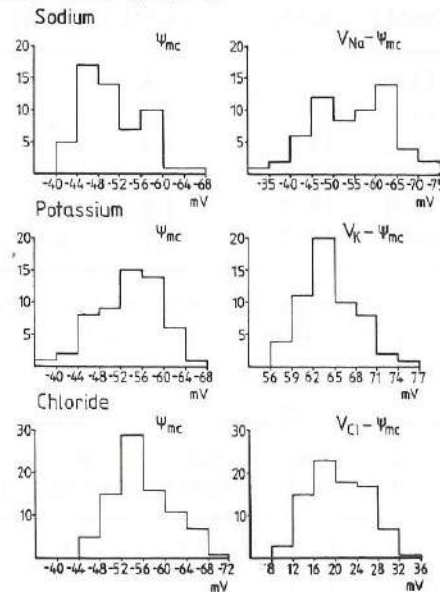 Sodium
Ψmc
VNa – Ψmc
20
15
10
5
20
15
10
5
-40 -44 -48 -52 -56 -60 -64 -68
mV
-35 -40 -45 -50 -55 -60 -65 -70 -75
mV
Potassium
Ψmc
VK – Ψmc
20
15
10
5
20
15
10
5
-40 -44 -48 -52 -56 -60 -64 -68
mV
56 59 62 65 68 71 74 77
mV
Chloride
Ψmc
VCl – Ψmc
30
20
10
30
20
10
-40 -44 -48 -52 -56 -60 -64 -68 -72
mV
8 12 16 20 24 28 32 36
mV